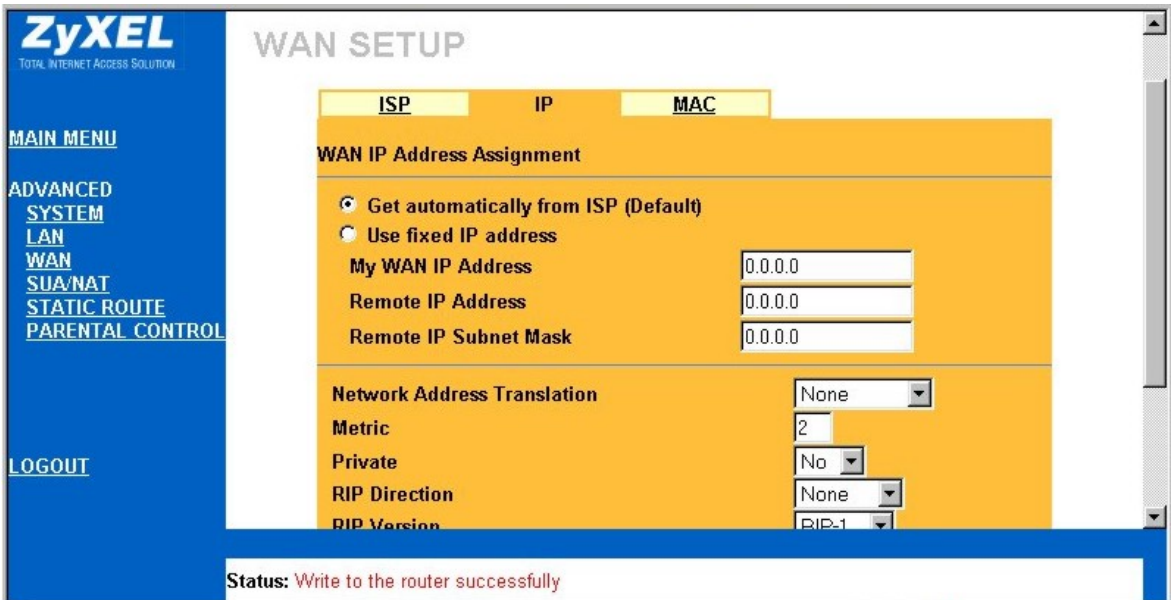 ZyXEL
TOTAL INTERNET ACCESS SOLUTION
MAIN MENU
ADVANCED
SYSTEM
LAN
WAN
SUA/NAT
STATIC ROUTE
PARENTAL CONTROL
LOGOUT
WAN SETUP
ISP IP MAC
WAN IP Address Assignment
Get automatically from ISP (Default)
Use fixed IP address
My WAN IP Address 0.0.0.0
Remote IP Address 0.0.0.0
Remote IP Subnet Mask 0.0.0.0
Network Address Translation None
Metric 2
Private No
RIP Direction None
RIP Version RIP-1
Status: Write to the router successfully